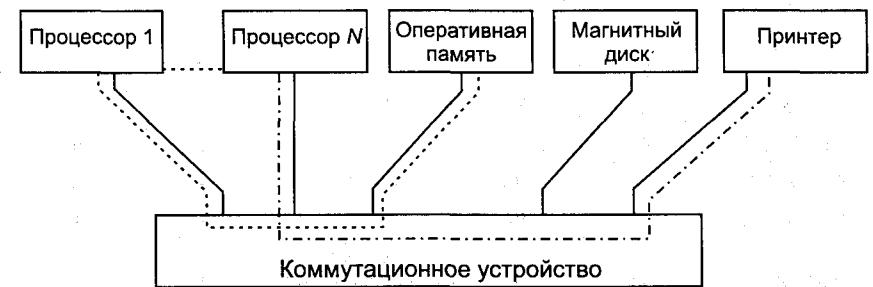 Процессор 1
Процессор N
Оперативная
память
Магнитный
диск
Принтер
Коммутационное устройство